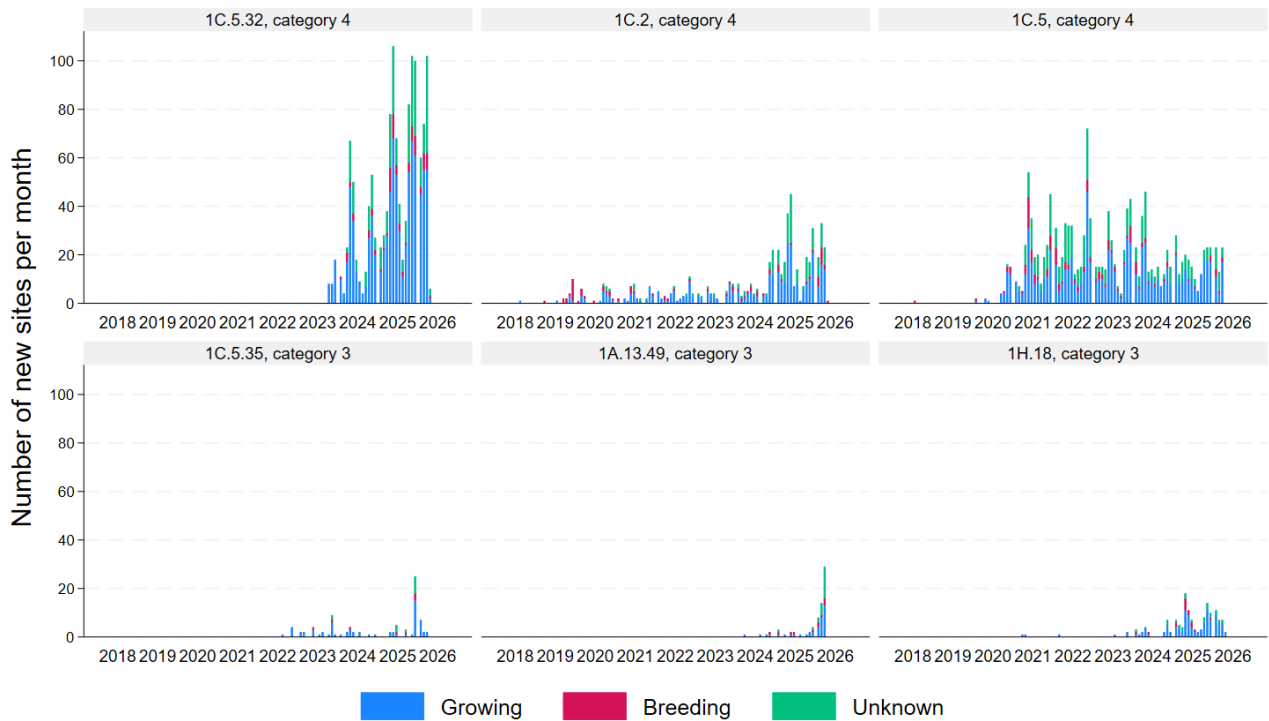 1C.5.32, category 4
1C.2, category 4
1C.5, category 4
Number of new sites per month
100
80
60
40
20
0
2018 2019 2020 2021 2022 2023 2024 2025 2026
2018 2019 2020 2021 2022 2023 2024 2025 2026
2018 2019 2020 2021 2022 2023 2024 2025 2026
1C.5.35, category 3
1A.13.49, category 3
1H.18, category 3
100
80
60
40
20
0
2018 2019 2020 2021 2022 2023 2024 2025 2026
2018 2019 2020 2021 2022 2023 2024 2025 2026
2018 2019 2020 2021 2022 2023 2024 2025 2026
Growing
Breeding
Unknown